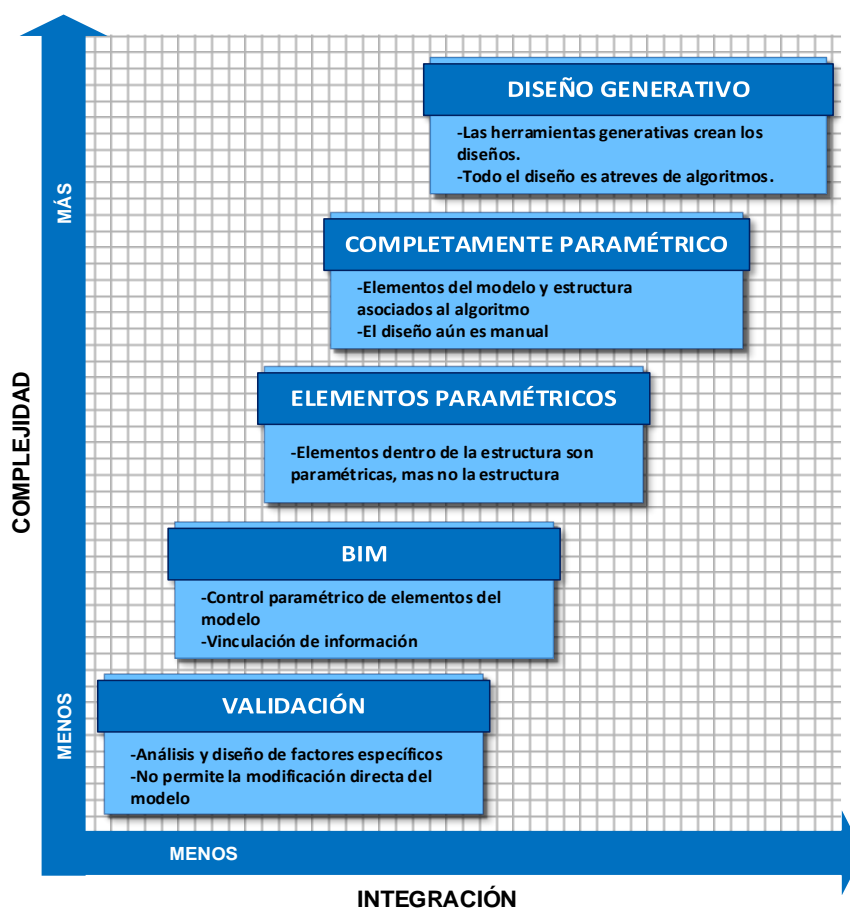 DISEÑO GENERATIVO
-Las herramientas generativas crean los
diseños.
-Todo el diseño es atreves de algoritmos.
MÁS
COMPLETAMENTE PARAMÉTRICO
-Elementos del modelo y estructura
asociados al algoritmo
-El diseño aún es manual
COMPLEJIDAD
ELEMENTOS PARAMÉTRICOS
-Elementos dentro de la estructura son
paramétricas, mas no la estructura
BIM
-Control paramétrico de elementos del
modelo
-Vinculación de información
MENOS
VALIDACIÓN
-Análisis y diseño de factores específicos
-No permite la modificación directa del
modelo
MENOS
INTEGRACIÓN